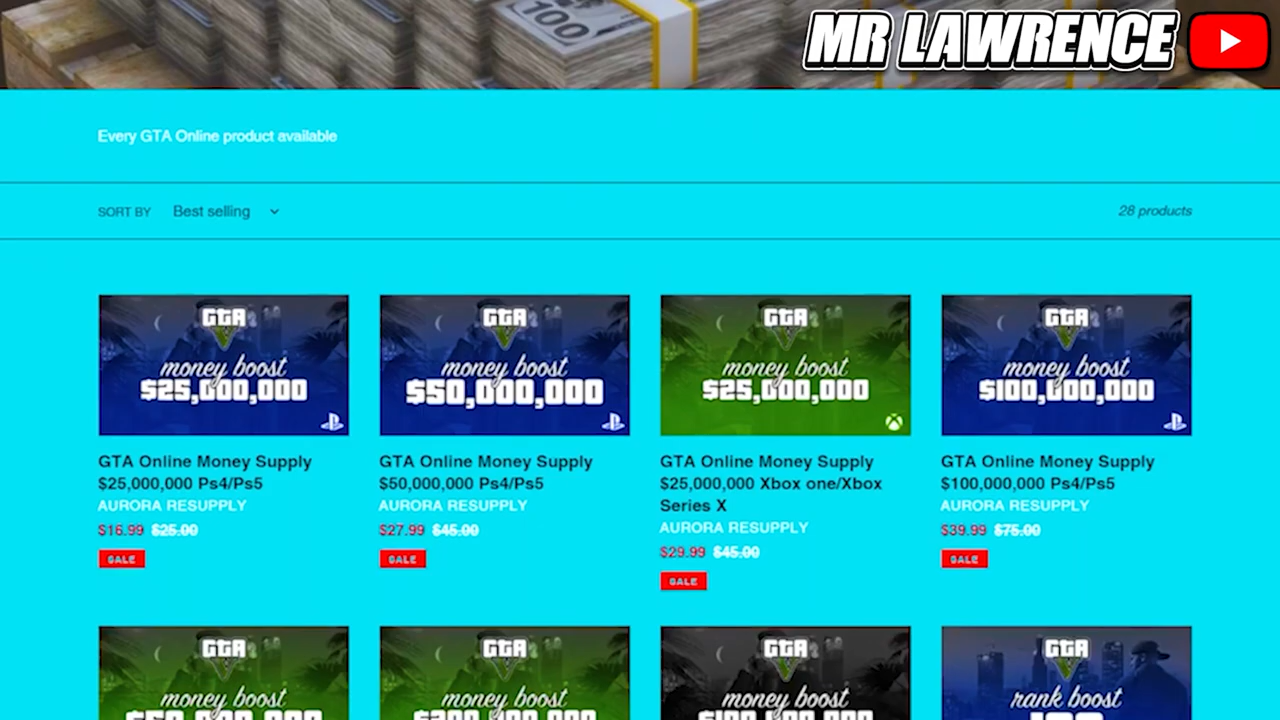 100
MR LAWRENCE
Every GTA Online product available
SORT BY Best selling
28 products
GTA
money boost
$25,000,000
GTA
money boost
$50,000,000
GTA
money boost
$25,000,000
GTA
money boost
$100,000,000
GTA Online Money Supply
$25,000,000 Ps4/Ps5
AURORA RESUPPLY
$16.99 $25.00
SALE
GTA Online Money Supply
$50,000,000 Ps4/Ps5
AURORA RESUPPLY
$27.99 $45.00
SALE
GTA Online Money Supply
$25,000,000 Xbox one/Xbox
Series X
AURORA RESUPPLY
$29.99 $45.00
SALE
GTA Online Money Supply
$100,000,000 Ps4/Ps5
AURORA RESUPPLY
$39.99 $75.00
SALE
GTA
money boost
GTA
money boost
GTA
money boost
GTA
rank boost